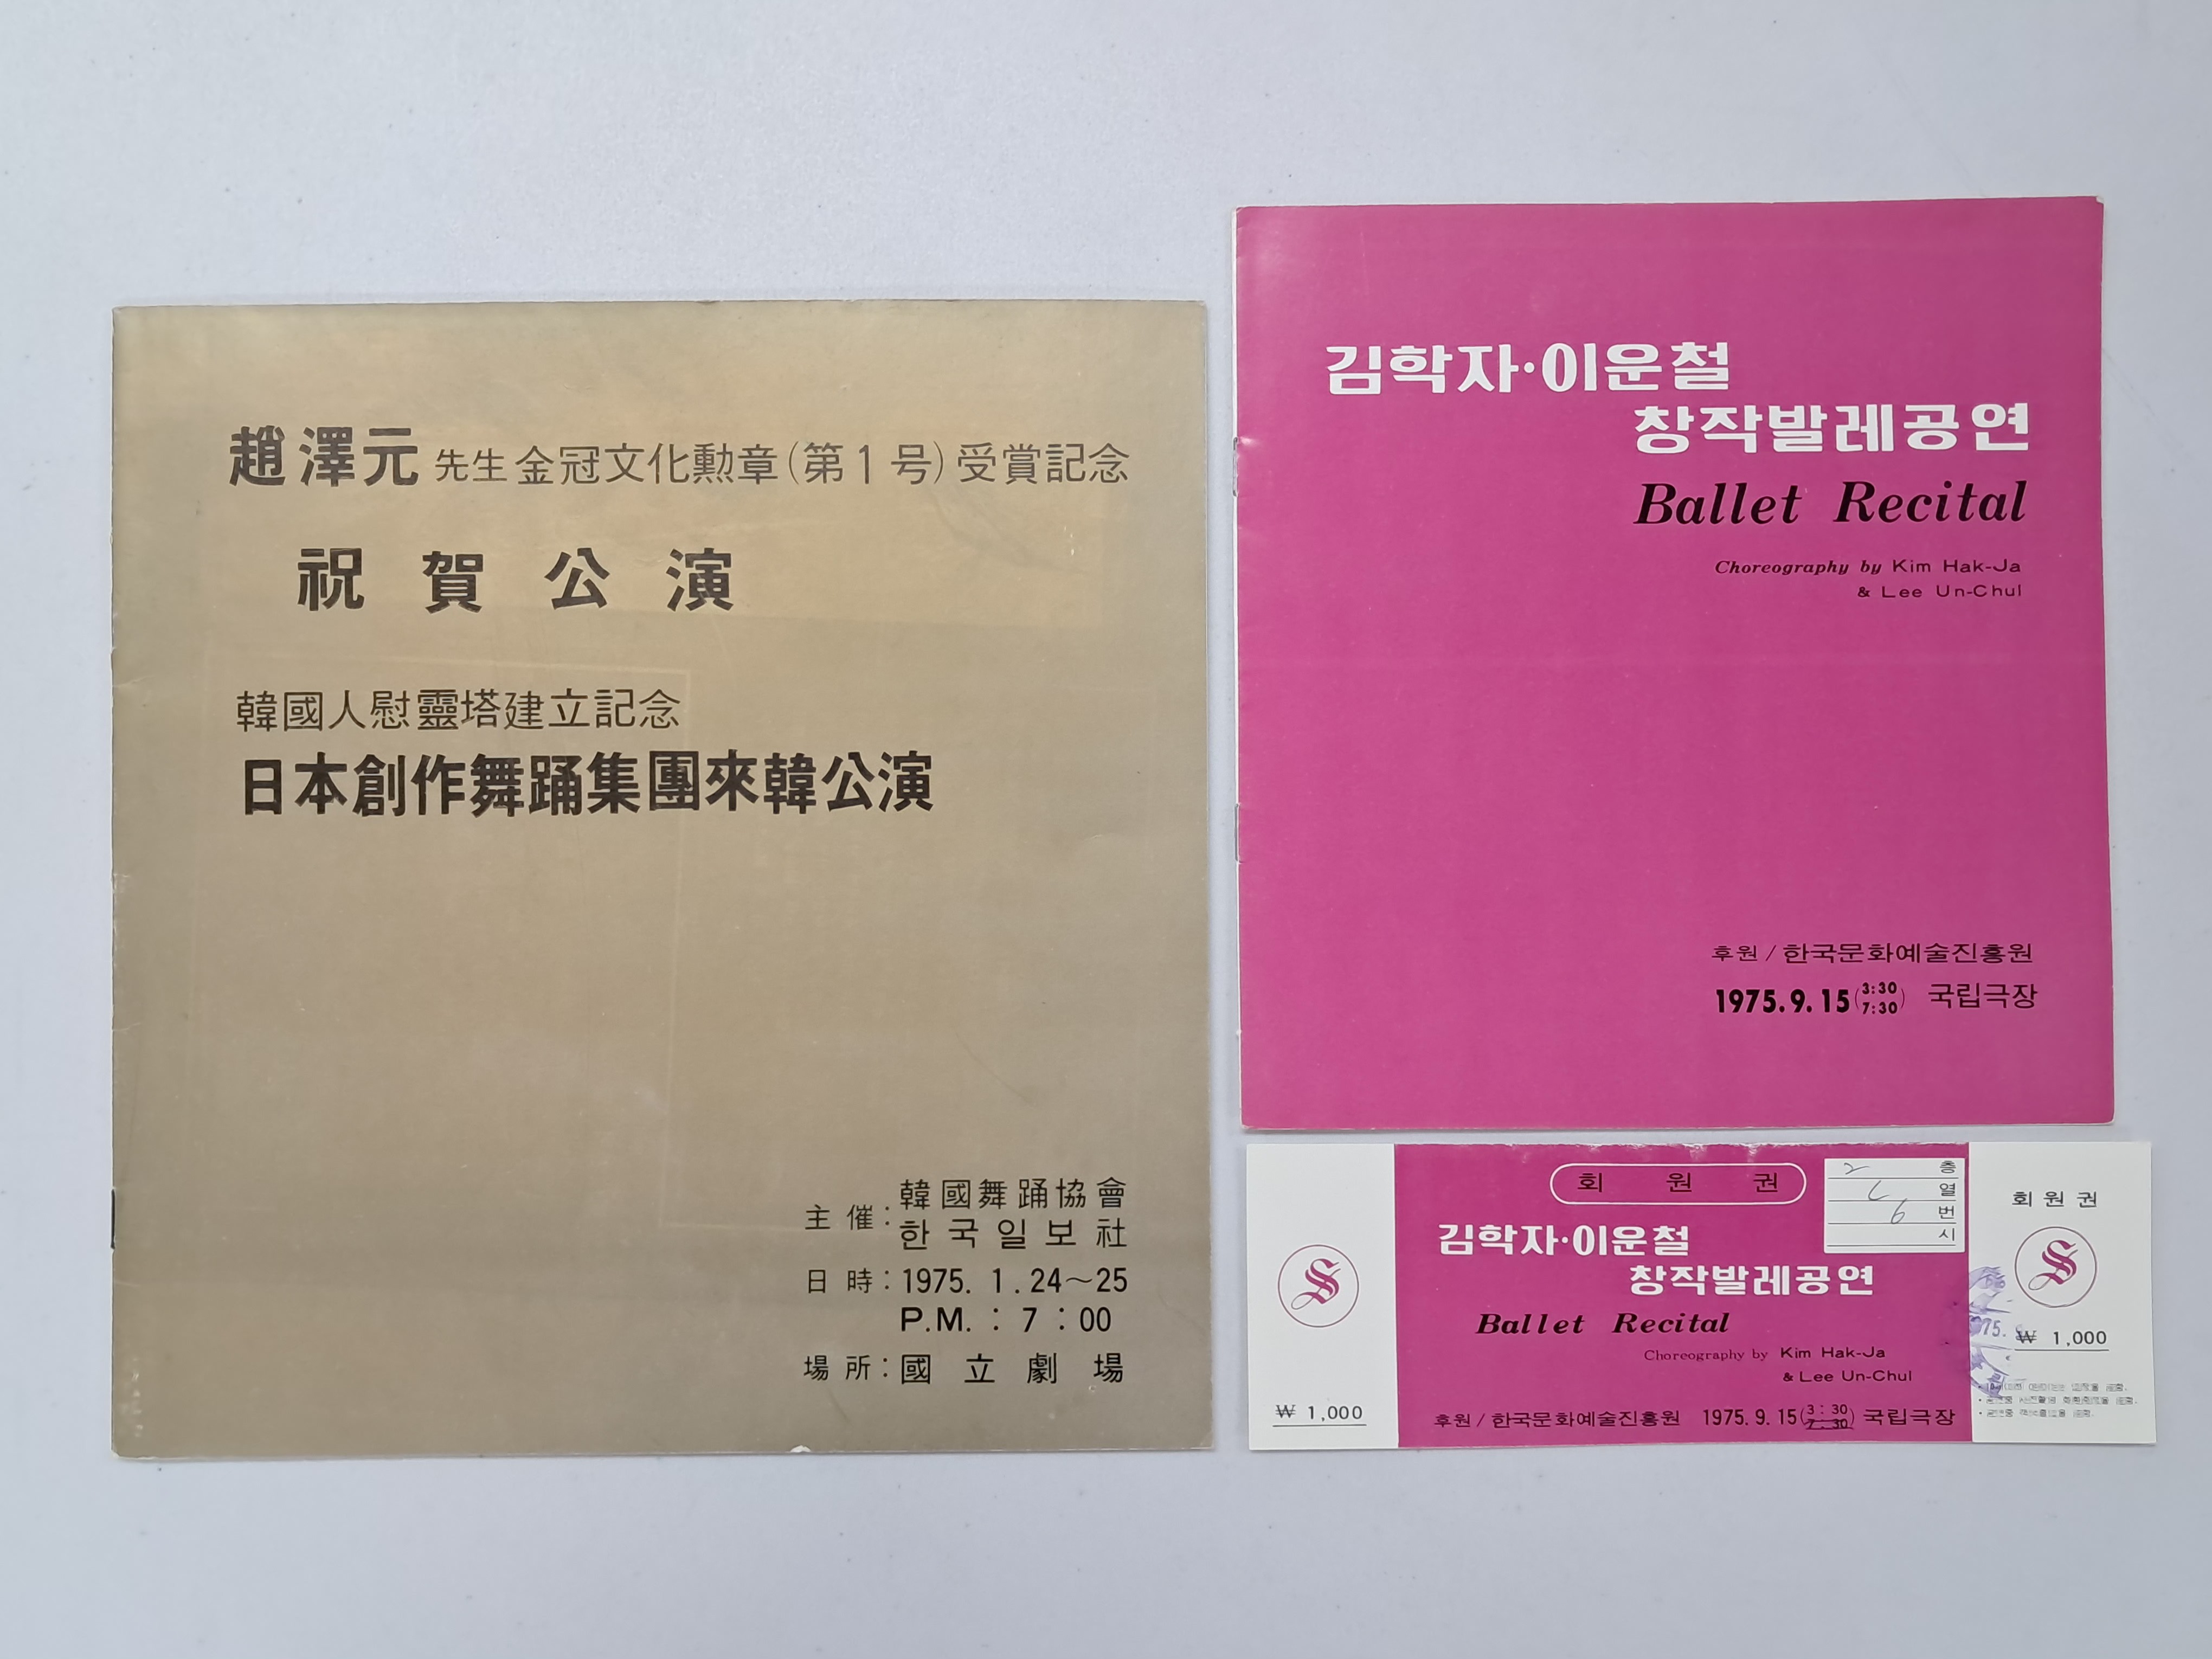 趙澤元 先生 金冠文化勲章(第1号)受賞記念
祝賀公演
韓國人慰靈塔建立記念
日本創作舞踊集團來韓公演
主催: 韓國舞踊協會
한국일보社
日時: 1975. 1. 24~25
P.M. : 7 : 00
場所: 國立劇場
김학자·이운철
창작발레공연
Ballet Recital
Choreography by Kim Hak-Ja
& Lee Un-Chul
후원 / 한국문화예술진흥원
1975.9.15(3:30 7:30) 국립극장
S
₩ 1,000
회원권
2 층
열
번
시
김학자·이운철
창작발레공연
Ballet Recital
Choreography by Kim Hak-Ja
& Lee Un-Chul
후원 / 한국문화예술진흥원 1975.9.15(3:30 7:30) 국립극장
회원권
S
₩ 1,000